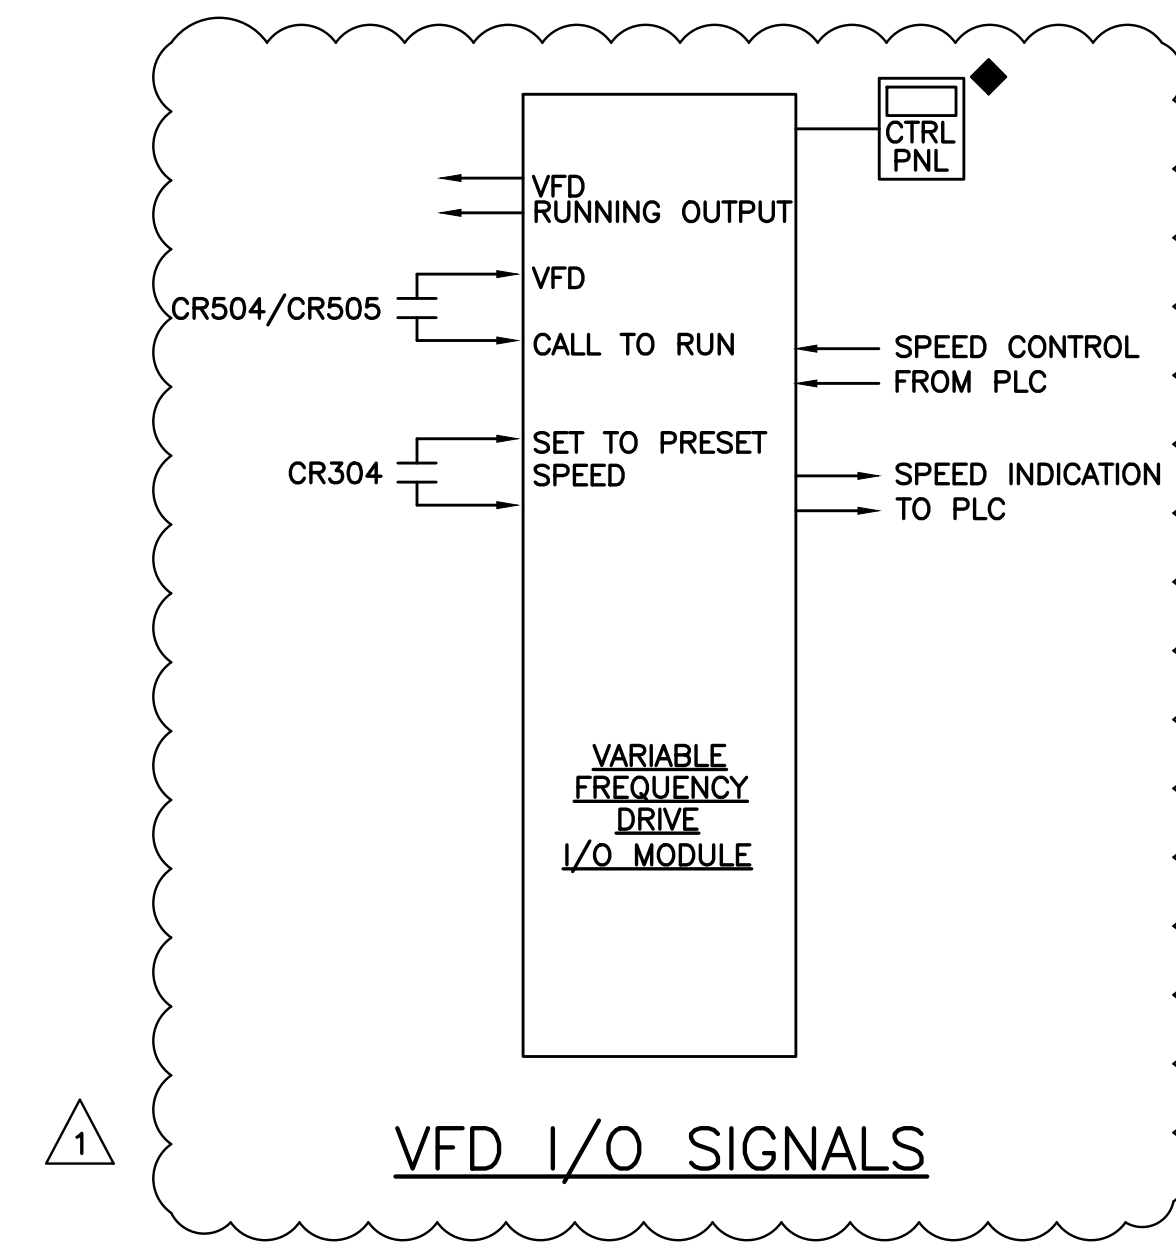 CTRL
PNL
VFD
RUNNING OUTPUT
VFD
CR504/CR505
CALL TO RUN
SPEED CONTROL
FROM PLC
SET TO PRESET
SPEED
CR304
SPEED INDICATION
TO PLC
VARIABLE
FREQUENCY
DRIVE
I/O MODULE
1
VFD I/O SIGNALS